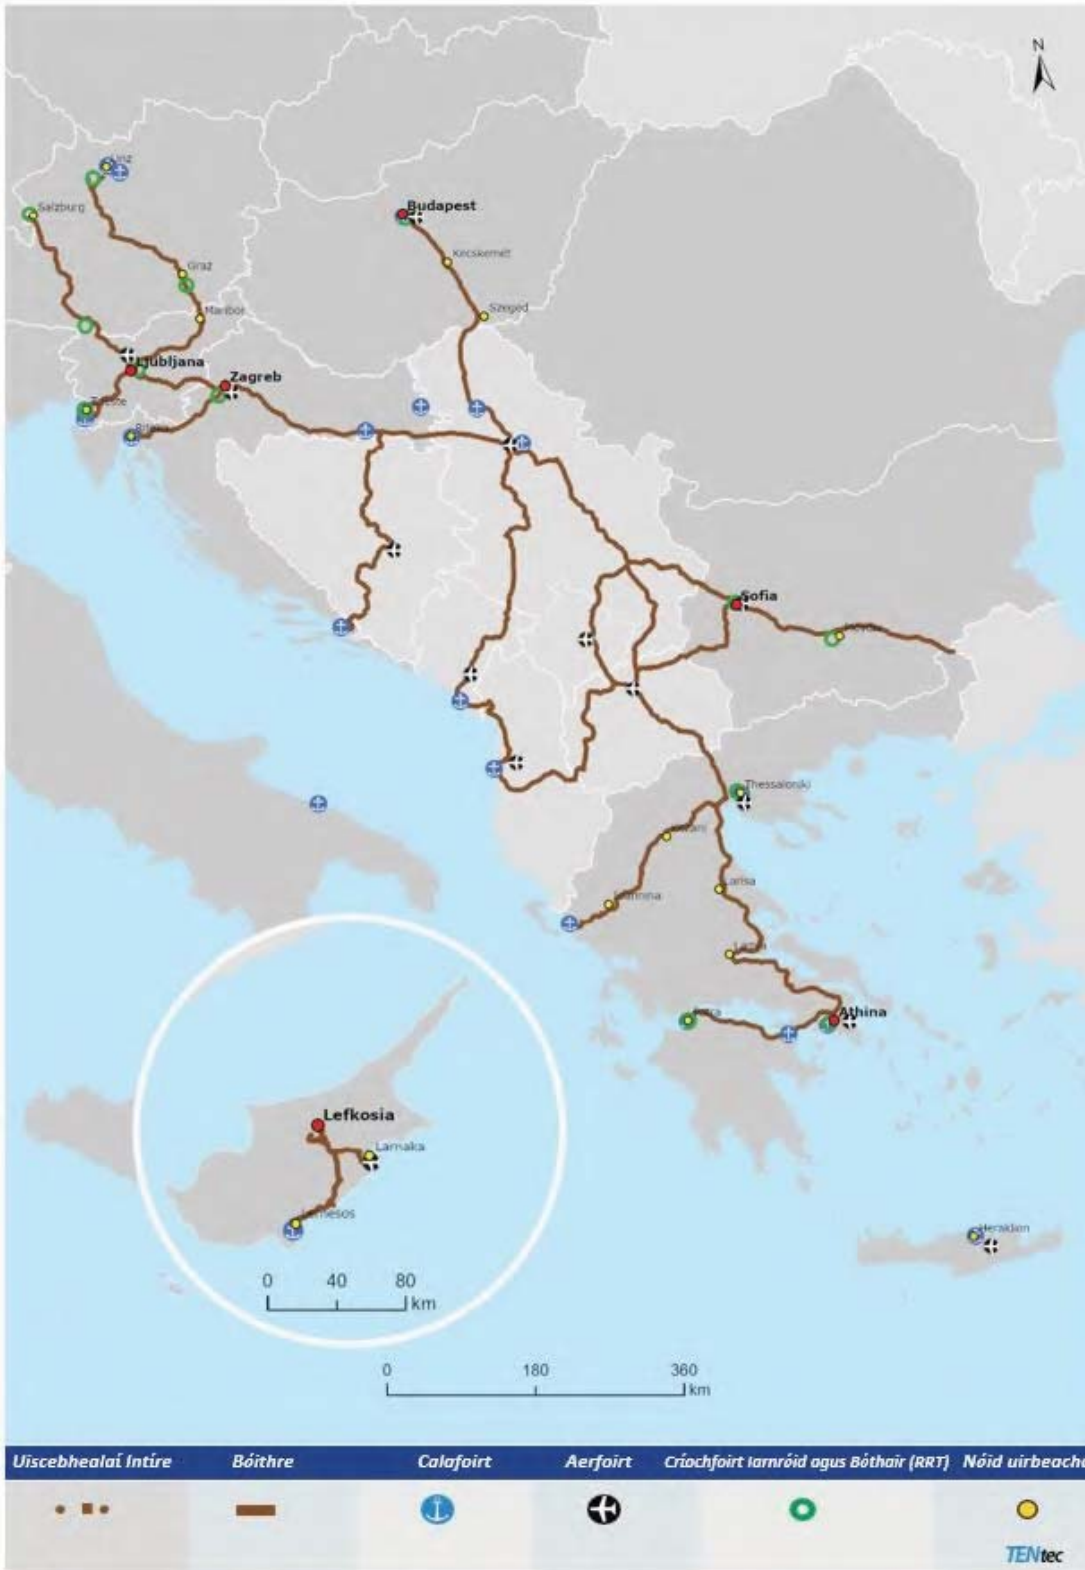 N
Linz
Salzburg
Budapest
Kecskemét
Graz
Maribor
Szeged
Ljubljana
Zagreb
Trieste
Sofia
Thessaloniki
Larisa
Lamia
Athina
Patra
Lefkosia
Larnaka
Lemesos
Heraklion
0 40 80
km
0 180 360
km
Uiscebhealaí Intíre Bóithre Calafoirt Aerfoirt Críochfoirt Iarnróid agus Bóthair (RRT) Nóid uirbeacha
TENtec